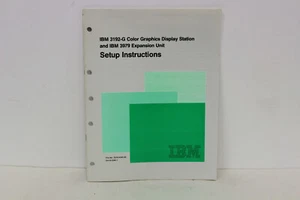 IBM 3192-G Color Graphics Display Station
and IBM 3979 Expansion Unit
Setup Instructions
IBM